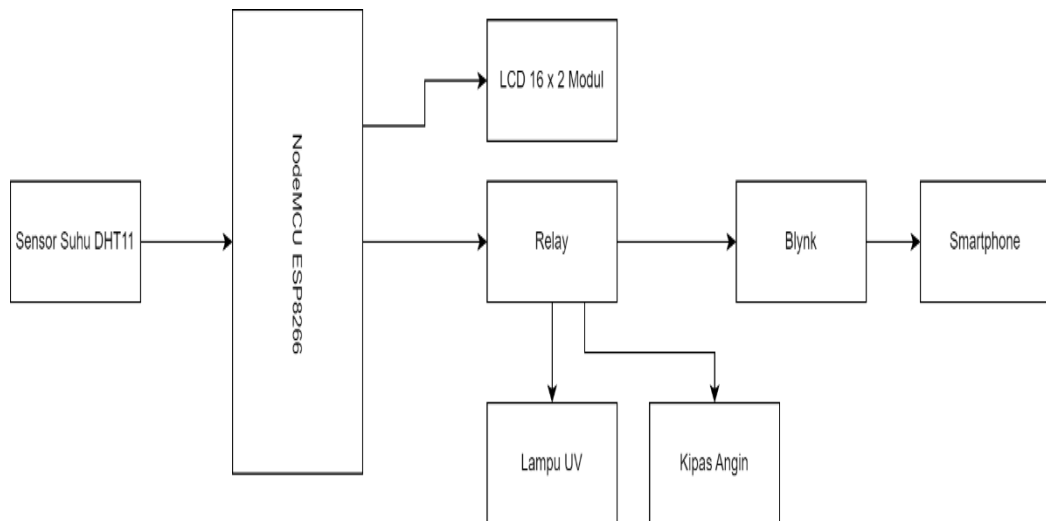 LCD 16 x 2 Modul
NodeMCU ESP8266
Sensor Suhu DHT11
Relay
Blynk
Smartphone
Lampu UV
Kipas Angin